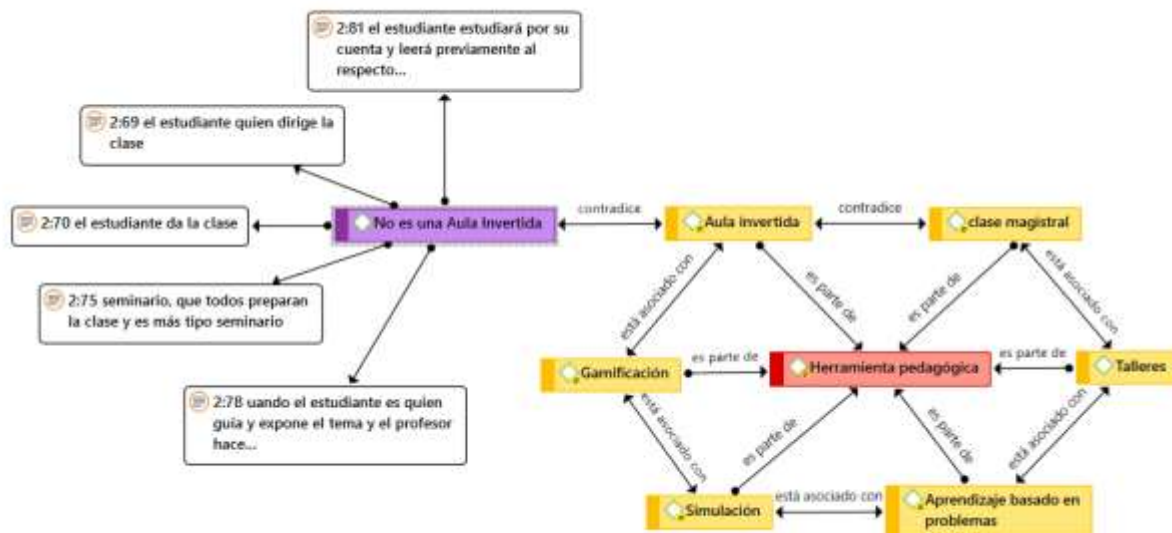 2:81 el estudiante estudiará por su
cuenta y leerá previamente al
respecto...
2:69 el estudiante quien dirige la
clase
2:70 el estudiante da la clase
No es una Aula Invertida
contradice
Aula invertida
contradice
clase magistral
2:75 seminario, que todos preparan
la clase y es más tipo seminario
está asociado con
es parte de
es parte de
está asociado con
Gamificación
es parte de
Herramienta pedagógica
es parte de
Talleres
2:78 uando el estudiante es quien
guía y expone el tema y el profesor
hace...
está asociado con
es parte de
es parte de
está asociado con
Simulación
está asociado con
Aprendizaje basado en
problemas